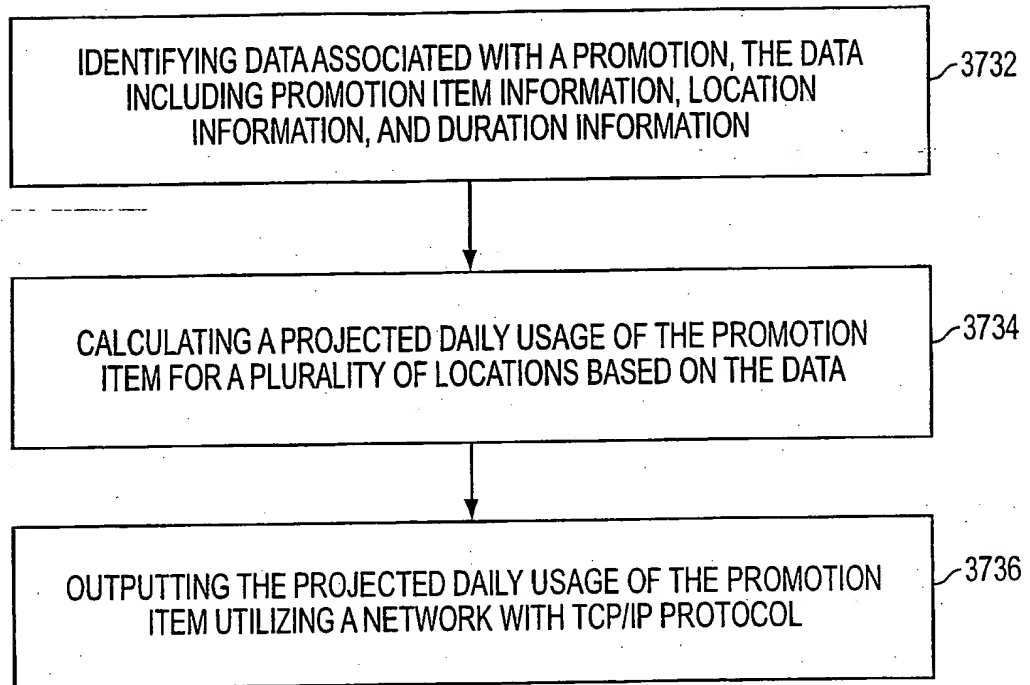 IDENTIFYING DATA ASSOCIATED WITH A PROMOTION, THE DATA
INCLUDING PROMOTION ITEM INFORMATION, LOCATION
INFORMATION, AND DURATION INFORMATION
3732
CALCULATING A PROJECTED DAILY USAGE OF THE PROMOTION
ITEM FOR A PLURALITY OF LOCATIONS BASED ON THE DATA
3734
OUTPUTTING THE PROJECTED DAILY USAGE OF THE PROMOTION
ITEM UTILIZING A NETWORK WITH TCP/IP PROTOCOL
3736